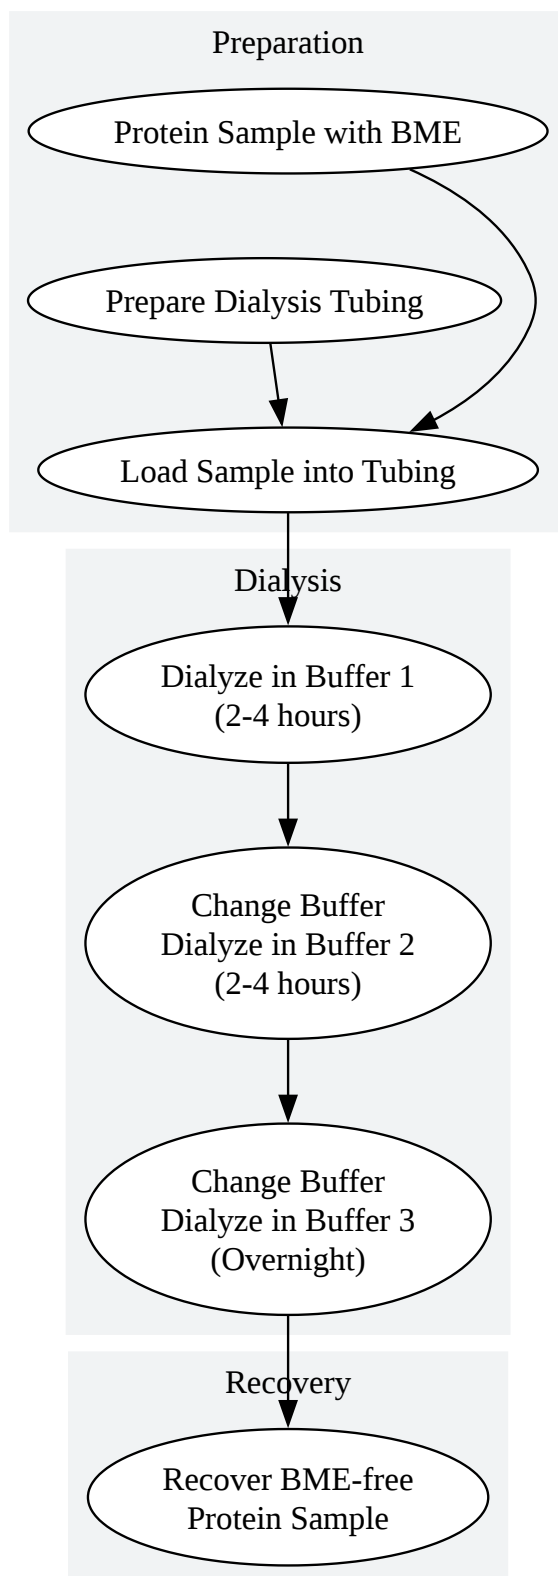 Preparation
Protein Sample with BME
Prepare Dialysis Tubing
Load Sample into Tubing
Dialysis
Dialyze in Buffer 1
(2-4 hours)
Change Buffer
Dialyze in Buffer 2
(2-4 hours)
Change Buffer
Dialyze in Buffer 3
(Overnight)
Recovery
Recover BME-free
Protein Sample